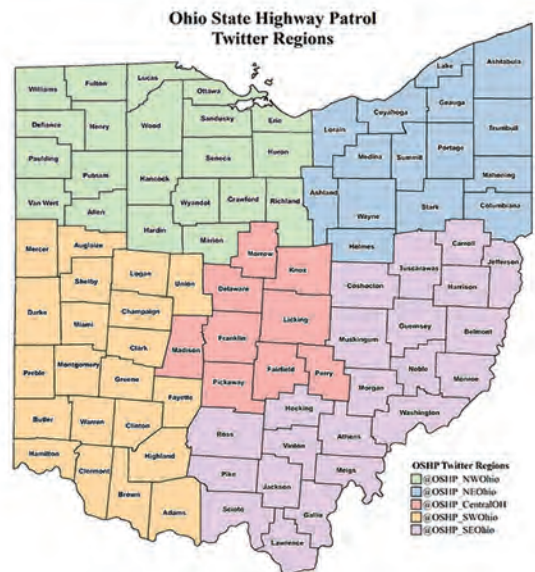 Ohio State Highway Patrol
Twitter Regions
Williams
Fulton
Lucas
Ottawa
Lake
Ashtabula
Geauga
Cuyahoga
Defiance
Henry
Wood
Sandusky
Erie
Lorain
Trumbull
Paulding
Putnam
Hancock
Seneca
Huron
Medina
Summit
Portage
Mahoning
Van Wert
Allen
Wyandot
Crawford
Richland
Ashland
Wayne
Stark
Columbiana
Hardin
Marion
Morrow
Holmes
Carroll
Jefferson
Mercer
Auglaize
Shelby
Logan
Union
Delaware
Knox
Coshocton
Tuscarawas
Harrison
Darke
Miami
Champaign
Clark
Madison
Franklin
Licking
Muskingum
Guernsey
Belmont
Preble
Montgomery
Greene
Fayette
Pickaway
Fairfield
Perry
Morgan
Noble
Monroe
Washington
Butler
Warren
Clinton
Hocking
Ross
Vinton
Athens
Hamilton
Clermont
Highland
Pike
Jackson
Meigs
Brown
Adams
Scioto
Gallia
Lawrence
OSHP Twitter Regions
@OSHP_NWOhio
@OSHP_NEOhio
@OSHP_CentralOH
@OSHP_SWOhio
@OSHP_SEOhio